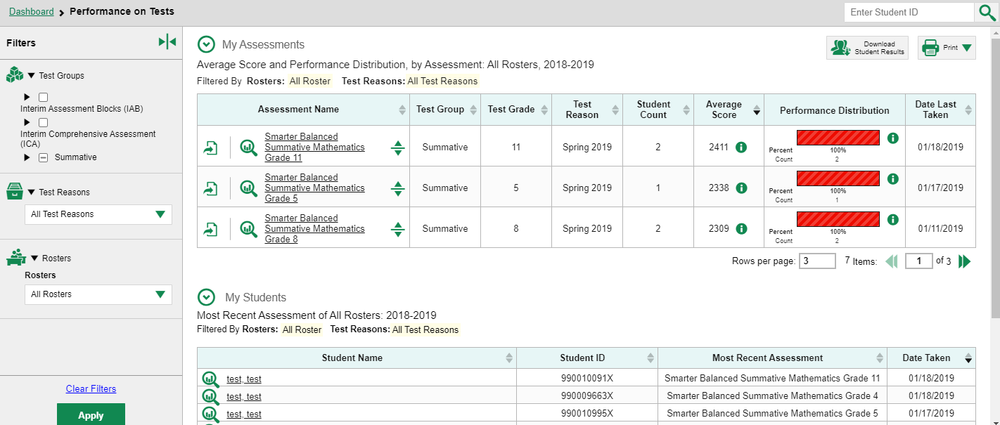 Dashboard > Performance on Tests
Enter Student ID
Filters
Test Groups
Interim Assessment Blocks (IAB)
Interim Comprehensive Assessment
(ICA)
Summative
Test Reasons
All Test Reasons
Rosters
Rosters
All Rosters
Clear Filters
Apply
My Assessments
Download
Student Results
Print
Average Score and Performance Distribution, by Assessment: All Rosters, 2018-2019
Filtered By Rosters: All Roster Test Reasons: All Test Reasons
Assessment Name Test Group Test Grade Test Reason Student Count Average Score Performance Distribution Date Last Taken
Smarter Balanced
Summative Mathematics
Grade 11
Summative 11 Spring 2019 2 2411
Percent 100%
Count 2
01/18/2019
Smarter Balanced
Summative Mathematics
Grade 5
Summative 5 Spring 2019 1 2338
Percent 100%
Count 1
01/17/2019
Smarter Balanced
Summative Mathematics
Grade 8
Summative 8 Spring 2019 2 2309
Percent 100%
Count 2
01/11/2019
Rows per page: 3 7 Items: 1 of 3
My Students
Most Recent Assessment of All Rosters: 2018-2019
Filtered By Rosters: All Roster Test Reasons: All Test Reasons
Student Name Student ID Most Recent Assessment Date Taken
test, test 990010091X Smarter Balanced Summative Mathematics Grade 11 01/18/2019
test, test 990009663X Smarter Balanced Summative Mathematics Grade 4 01/18/2019
test, test 990010995X Smarter Balanced Summative Mathematics Grade 5 01/17/2019